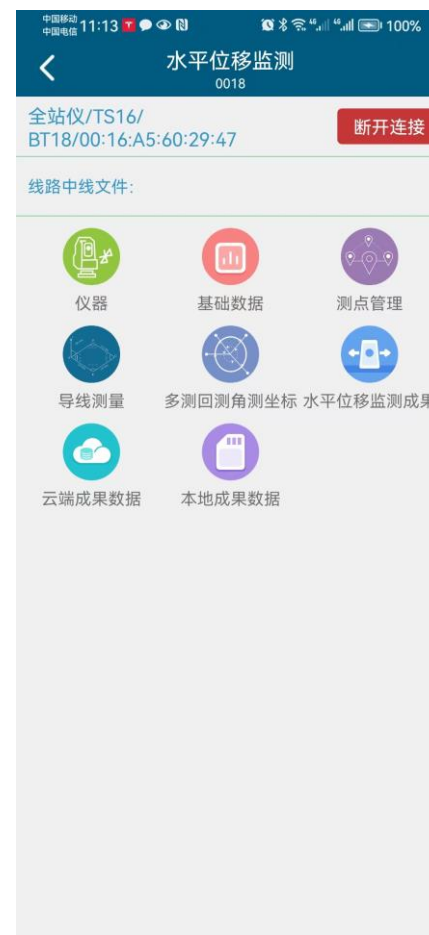 中国移动
中国电信 11:13 100%
水平位移监测
0018
全站仪/TS16/
BT18/00:16:A5:60:29:47
断开连接
线路中线文件:
仪器 基础数据 测点管理
导线测量 多测回测角测坐标 水平位移监测成果
云端成果数据 本地成果数据